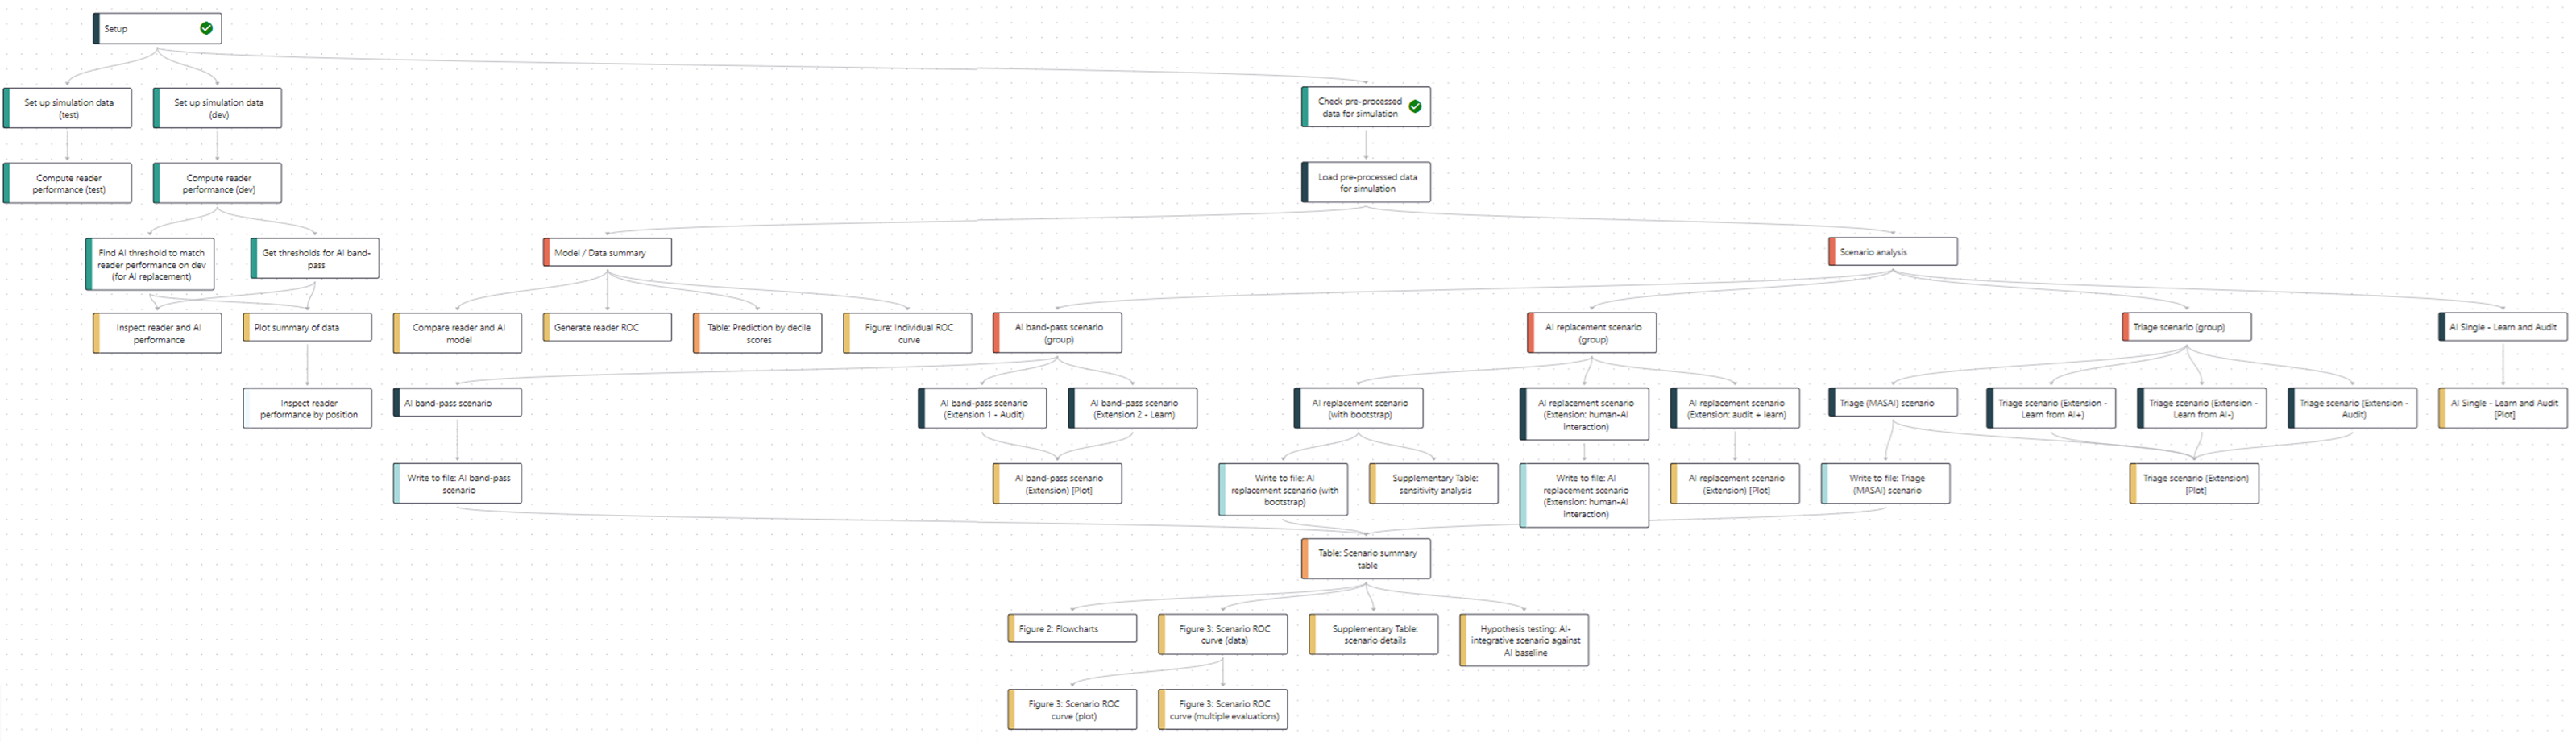 Setup
Set up simulation data
(test)
Set up simulation data
(dev)
Check pre-processed
data for simulation
Compute reader
performance (test)
Compute reader
performance (dev)
Load pre-processed data
for simulation
Find AI threshold to match
reader performance on dev
(for AI replacement)
Get thresholds for AI band-
pass
Model / Data summary
Scenario analysis
Inspect reader and AI
performance
Plot summary of data
Compare reader and AI
model
Generate reader ROC
Table: Prediction by decile
scores
Figure: Individual ROC
curve
AI band-pass scenario
(group)
AI replacement scenario
(group)
Triage scenario (group)
AI Single - Learn and Audit
Inspect reader
performance by position
AI band-pass scenario
AI band-pass scenario
(Extension 1 - Audit)
AI band-pass scenario
(Extension 2 - Learn)
AI replacement scenario
(with bootstrap)
AI replacement scenario
(Extension: human-AI
interaction)
AI replacement scenario
(Extension: audit + learn)
Triage (MASAI) scenario
Triage scenario (Extension -
Learn from AI+)
Triage scenario (Extension -
Learn from AI-)
Triage scenario (Extension -
Audit)
AI Single - Learn and Audit
[Plot]
Write to file: AI band-pass
scenario
AI band-pass scenario
(Extension) [Plot]
Write to file: AI
replacement scenario (with
bootstrap)
Supplementary Table:
sensitivity analysis
Write to file: AI
replacement scenario
(Extension: human-AI
interaction)
AI replacement scenario
(Extension) [Plot]
Write to file: Triage
(MASAI) scenario
Triage scenario (Extension)
[Plot]
Table: Scenario summary
table
Figure 2: Flowcharts
Figure 3: Scenario ROC
curve (data)
Supplementary Table:
scenario details
Hypothesis testing: AI-
integrative scenario against
AI baseline
Figure 3: Scenario ROC
curve (plot)
Figure 3: Scenario ROC
curve (multiple evaluations)